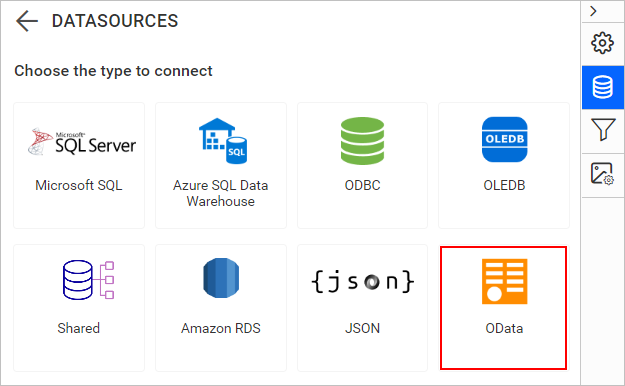 DATASOURCES
Choose the type to connect
Microsoft
SQL Server
SQL
OLEDB
Microsoft SQL
Azure SQL Data
Warehouse
ODBC
OLEDB
{json}
Shared
Amazon RDS
JSON
OData